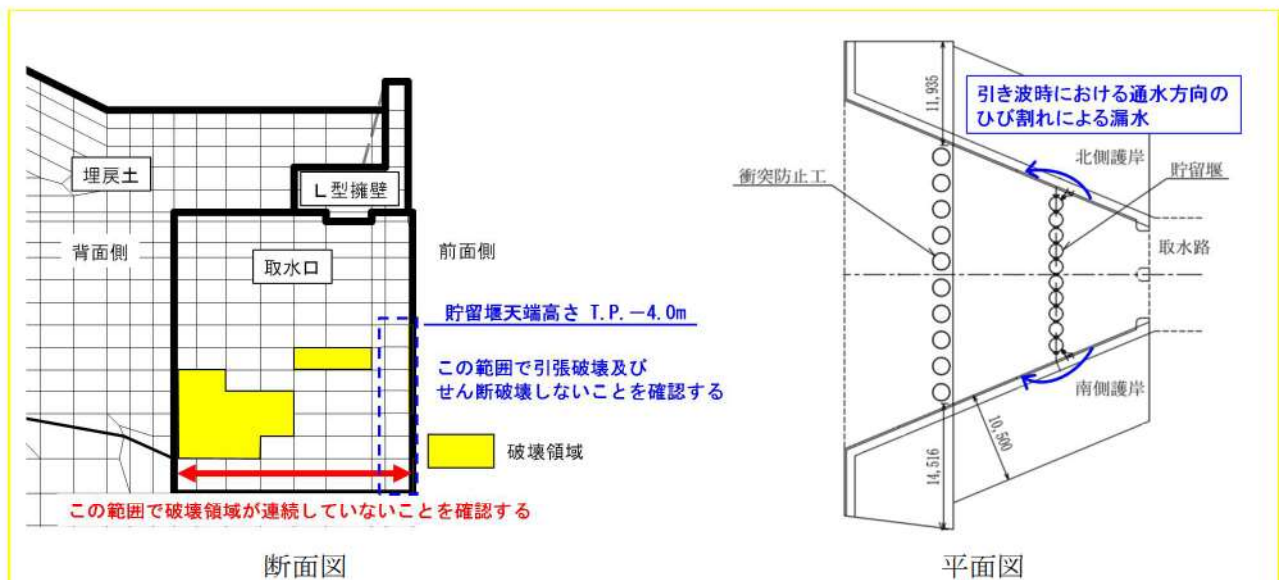 埋戻土
L型擁壁
背面側
前面側
取水口
貯留堰天端高さ T.P.-4.0m
この範囲で引張破壊及び
せん断破壊しないことを確認する
破壊領域
この範囲で破壊領域が連続していないことを確認する
断面図
11,935
引き波時における通水方向の
ひび割れによる漏水
北側護岸
衝突防止工
貯留堰
取水路
南側護岸
10,500
14,516
平面図